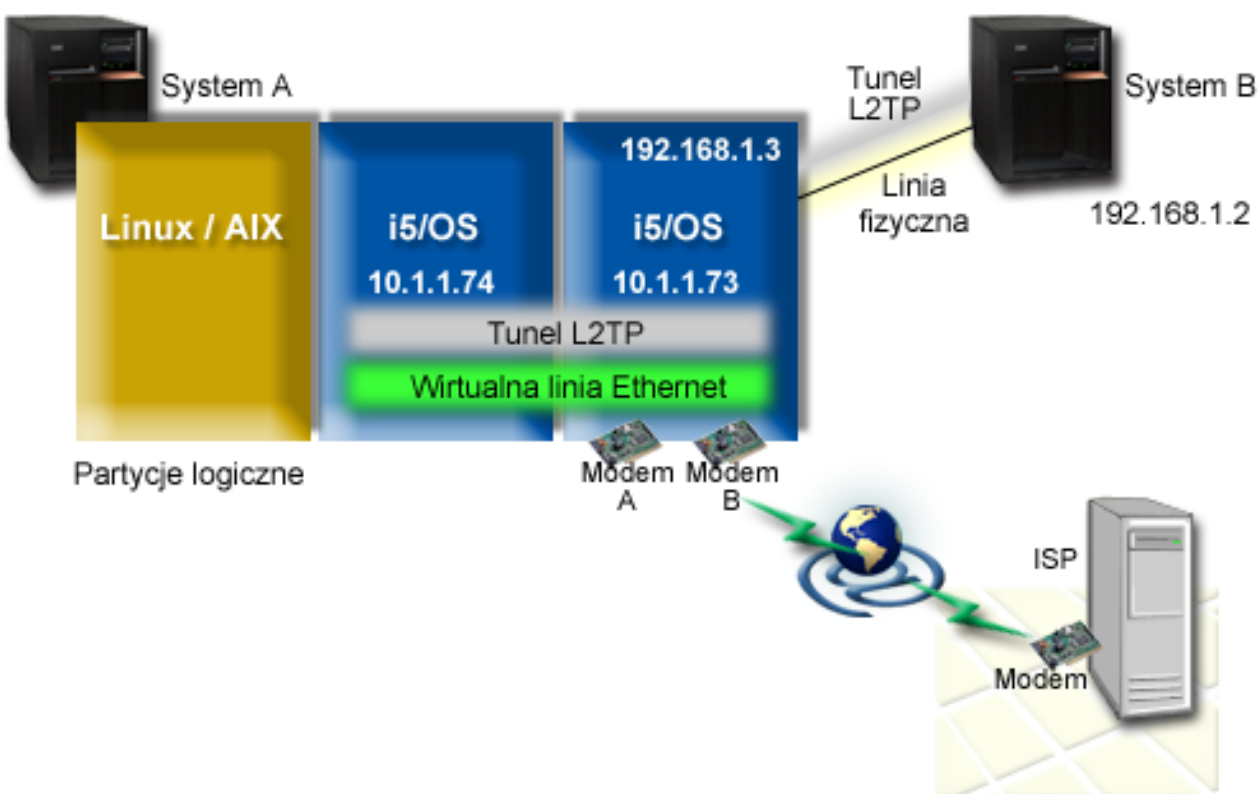 System A
Tunel
L2TP
System B
192.168.1.3
Linia
fizyczna
192.168.1.2
Linux / AIX
i5/OS
i5/OS
10.1.1.74
10.1.1.73
Tunel L2TP
Wirtualna linia Ethernet
Partycje logiczne
Modem
A
Modem
B
ISP
Modem